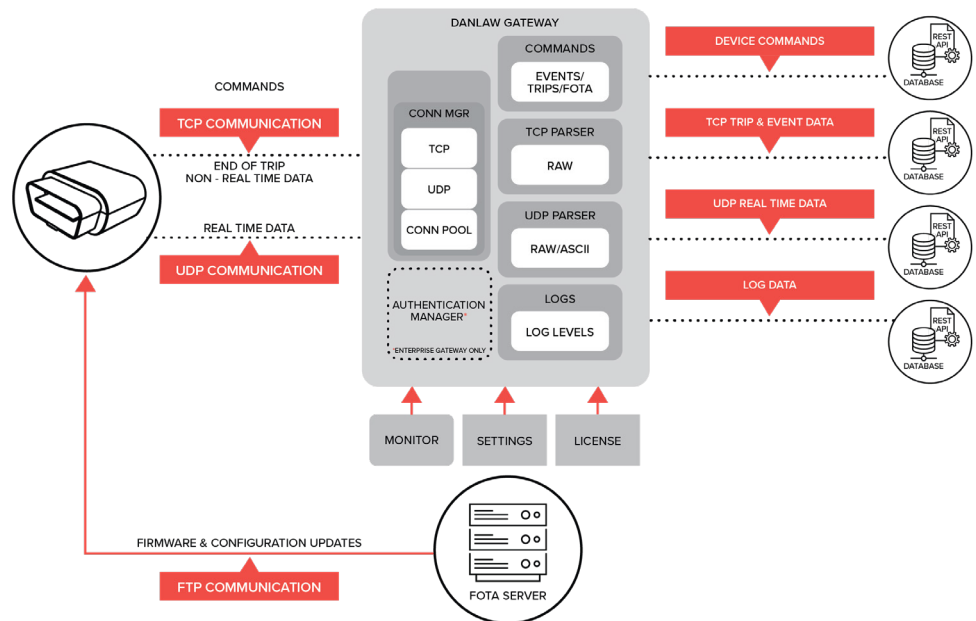 DANLAW GATEWAY
COMMANDS
TCP COMMUNICATION
END OF TRIP
NON - REAL TIME DATA
REAL TIME DATA
UDP COMMUNICATION
CONN MGR
TCP
UDP
CONN POOL
AUTHENTICATION
MANAGER*
*ENTERPRISE GATEWAY ONLY
COMMANDS
EVENTS/
TRIPS/FOTA
TCP PARSER
RAW
UDP PARSER
RAW/ASCII
LOGS
LOG LEVELS
DEVICE COMMANDS
REST
API
DATABASE
TCP TRIP & EVENT DATA
REST
API
DATABASE
UDP REAL TIME DATA
REST
API
DATABASE
LOG DATA
REST
API
DATABASE
MONITOR
SETTINGS
LICENSE
FIRMWARE & CONFIGURATION UPDATES
FTP COMMUNICATION
FOTA SERVER